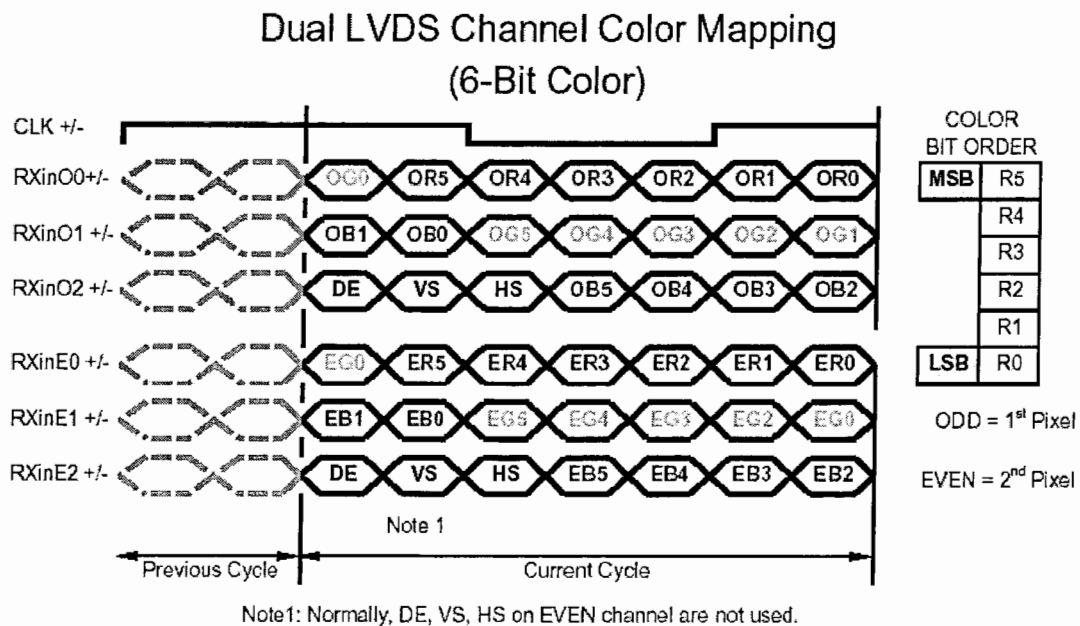 Dual LVDS Channel Color Mapping
(6-Bit Color)
CLK +/-
RXinO0+/- OG0 OR5 OR4 OR3 OR2 OR1 OR0
RXinO1 +/- OB1 OB0 OG5 OG4 OG3 OG2 OG1
RXinO2 +/- DE VS HS OB5 OB4 OB3 OB2
RXinE0 +/- EG0 ER5 ER4 ER3 ER2 ER1 ER0
RXinE1 +/- EB1 EB0 EG5 EG4 EG3 EG2 EG0
RXinE2 +/- DE VS HS EB5 EB4 EB3 EB2
Note 1
Previous Cycle Current Cycle
Note1: Normally, DE, VS, HS on EVEN channel are not used.
COLOR
BIT ORDER
MSB R5
R4
R3
R2
R1
LSB R0
ODD = 1st Pixel
EVEN = 2nd Pixel